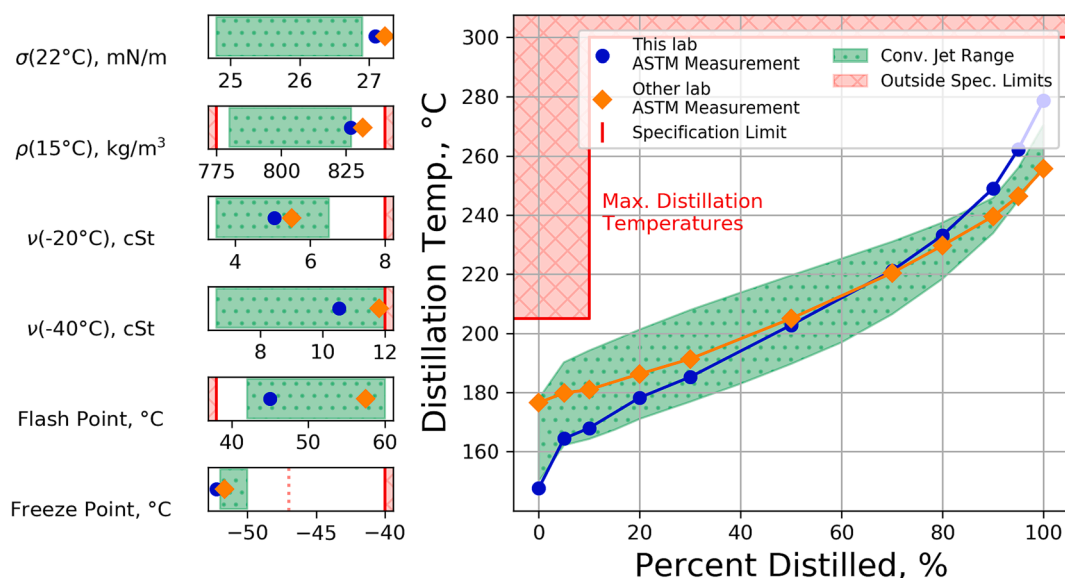 σ(22°C), mN/m
25 26 27
ρ(15°C), kg/m³
775 800 825
ν(-20°C), cSt
4 6 8
ν(-40°C), cSt
8 10 12
Flash Point, °C
40 50 60
Freeze Point, °C
−50 −45 −40
Distillation Temp., °C
300
280
260
240
220
200
180
160
This lab
ASTM Measurement
Other lab
ASTM Measurement
Specification Limit
Conv. Jet Range
Outside Spec. Limits
Max. Distillation
Temperatures
0 20 40 60 80 100
Percent Distilled, %